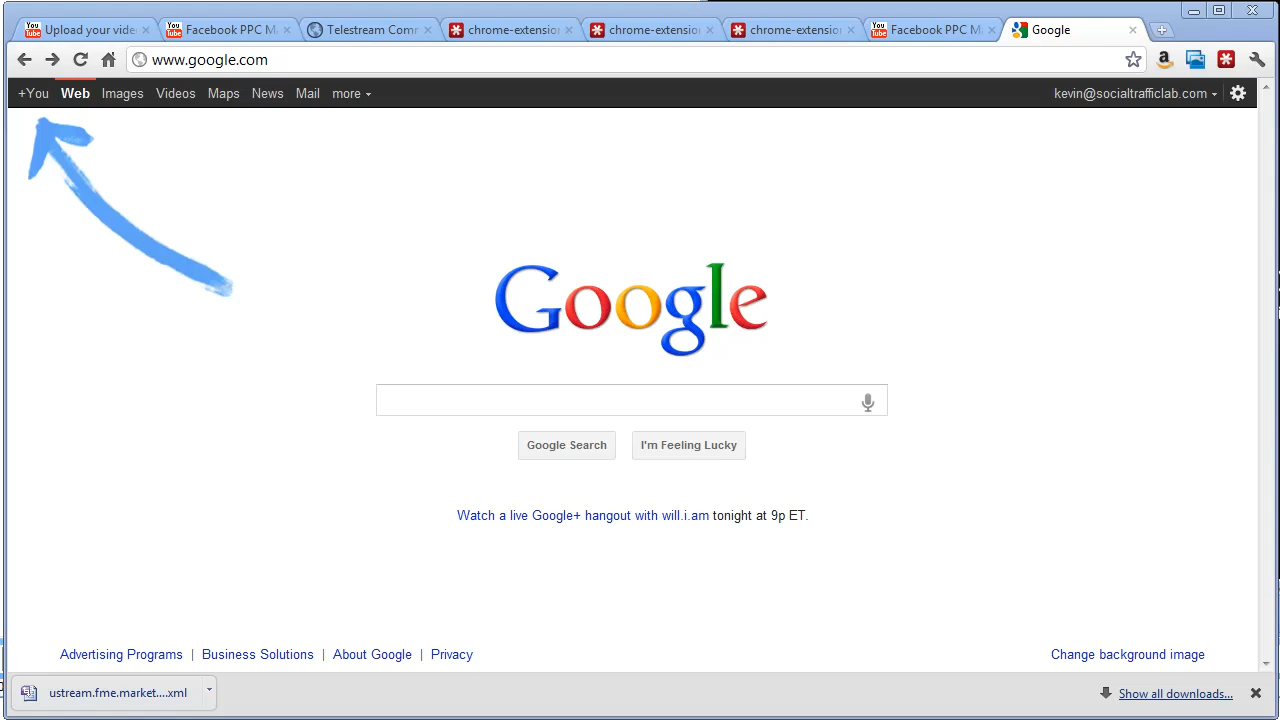 Upload your vide Facebook PPC M Telestream Com chrome-extension chrome-extension chrome-extension Facebook PPC M Google
www.google.com
+You Web Images Videos Maps News Mail more kevin@socialtrafficlab.com
Google
Google Search I'm Feeling Lucky
Watch a live Google+ hangout with will.i.am tonight at 9p ET.
Advertising Programs | Business Solutions | About Google | Privacy Change background image
ustream.fme.market....xml Show all downloads...